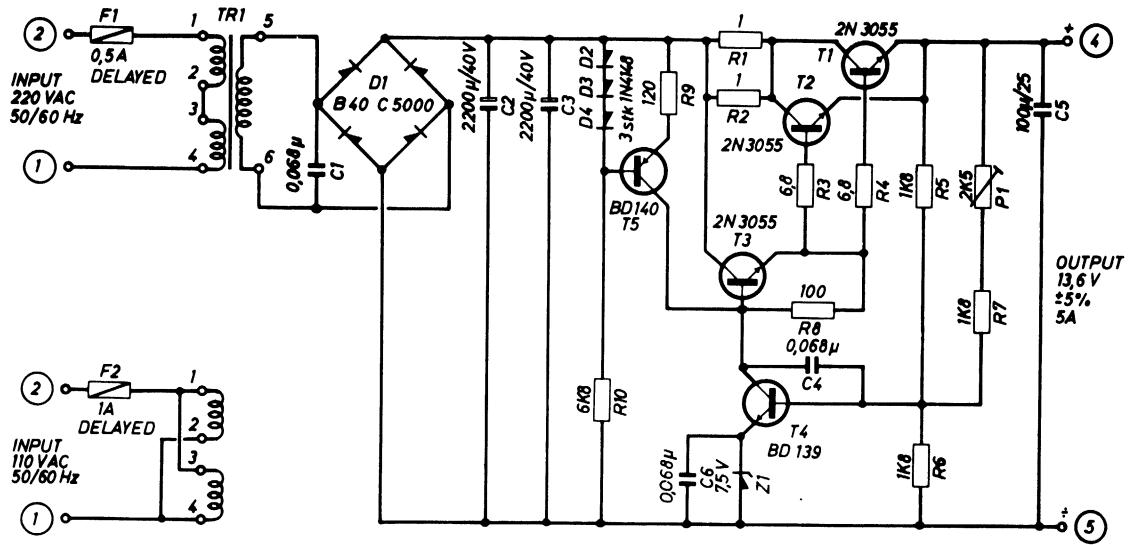 F1
2
0,5A
DELAYED
INPUT
220 VAC
50/60 Hz
1
1
2
3
4
TR1
5
6
0,068µ
C1
D1
B40 C5000
2200µ/40V
C2
2200µ/40V
C3
D2
D3
D4
3 stk 1N4148
120
R9
BD140
T5
1
R1
1
R2
2N 3055
T1
T2
2N3055
6,8
R3
6,8
R4
1K8
R5
2K5
P1
100µ/25
C5
+
4
2N 3055
T3
100
R8
0,068µ
C4
1K8
R7
OUTPUT
13,6 V
±5%
5A
6K8
R10
T4
BD 139
0,068µ
C6
7,5V
Z1
1K8
R6
÷
5
F2
2
1A
DELAYED
INPUT
110 VAC
50/60 Hz
1
1
2
3
4